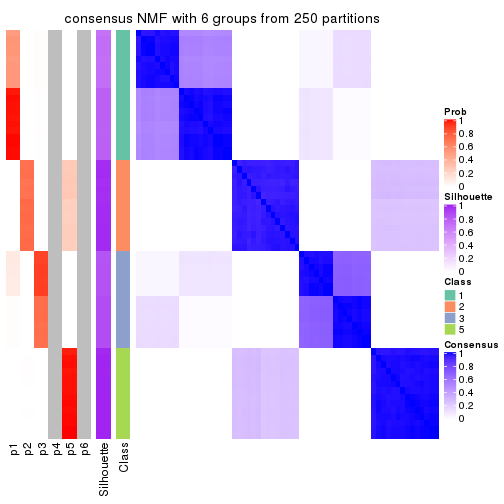 consensus NMF with 6 groups from 250 partitions
Prob
1
0.8
0.6
0.4
0.2
0
Silhouette
1
0.8
0.6
0.4
0.2
0
Class
1
2
3
5
Consensus
1
0.8
0.6
0.4
0.2
0
p1
p2
p3
p4
p5
p6
Silhouette
Class